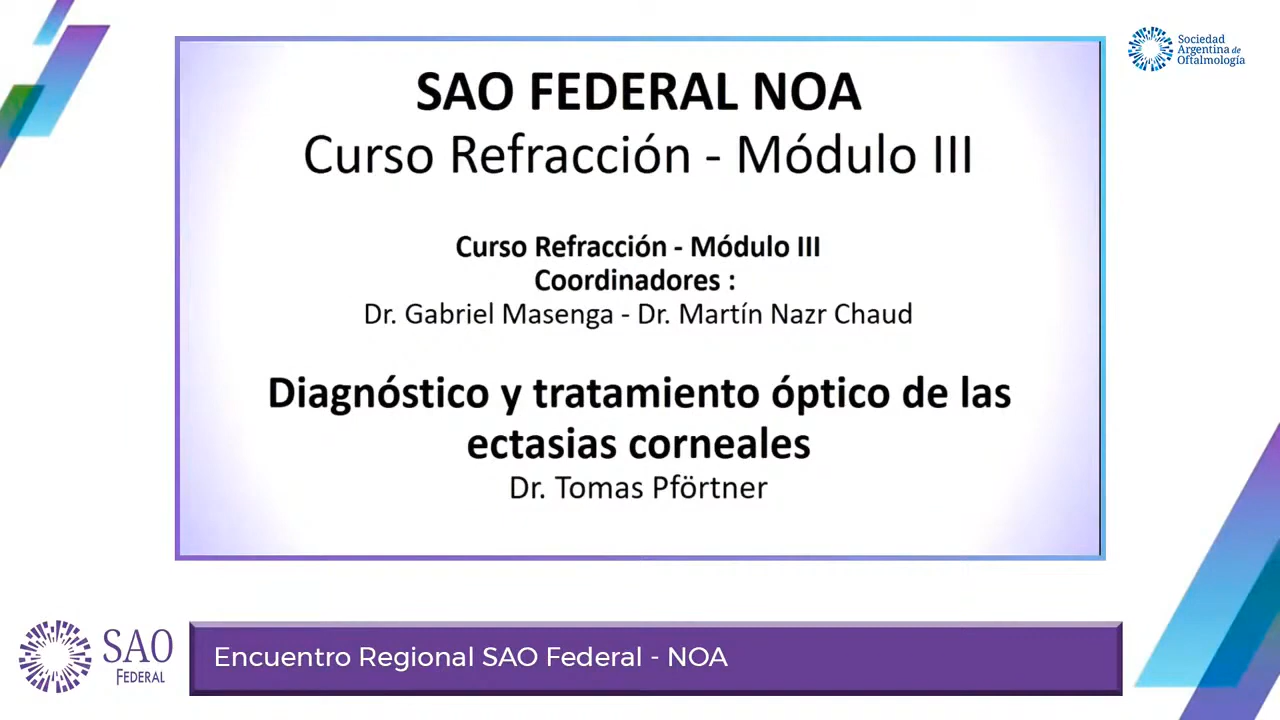 Sociedad
Argentina de
Oftalmología
SAO FEDERAL NOA
Curso Refracción - Módulo III
Curso Refracción - Módulo III
Coordinadores :
Dr. Gabriel Masenga - Dr. Martín Nazr Chaud
Diagnóstico y tratamiento óptico de las
ectasias corneales
Dr. Tomas Pförtner
SAO
FEDERAL
Encuentro Regional SAO Federal - NOA